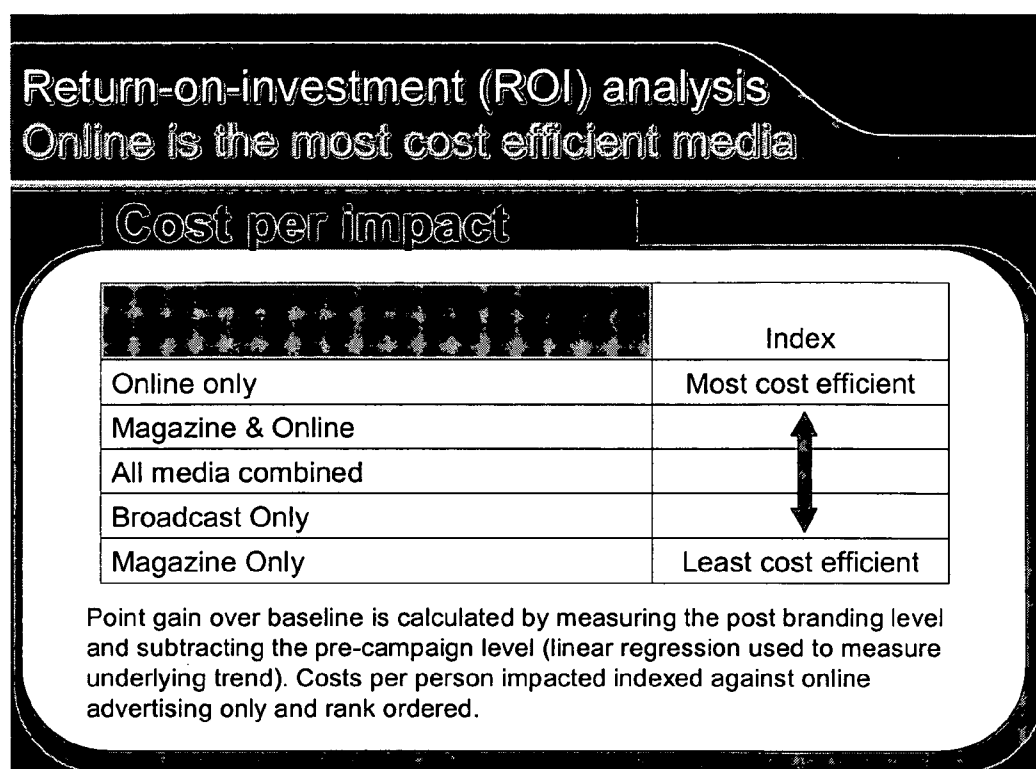 Return-on-investment (ROI) analysis
Online is the most cost efficient media
Cost per impact
Index
Online only
Most cost efficient
Magazine & Online
All media combined
Broadcast Only
Magazine Only
Least cost efficient
Point gain over baseline is calculated by measuring the post branding level
and subtracting the pre-campaign level (linear regression used to measure
underlying trend). Costs per person impacted indexed against online
advertising only and rank ordered.